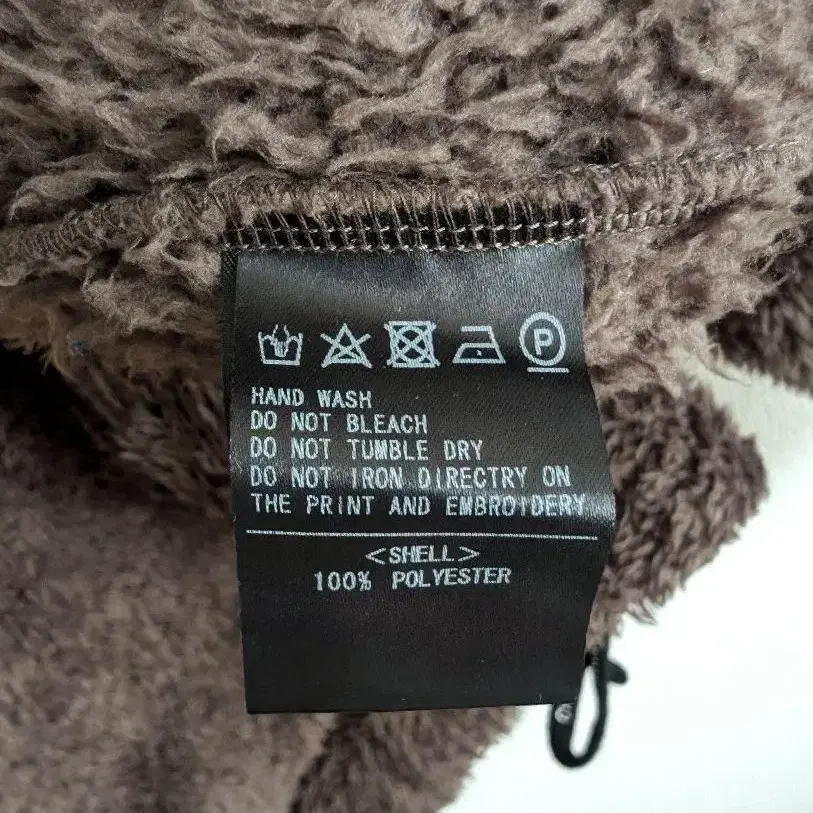 P
HAND WASH
DO NOT BLEACH
DO NOT TUMBLE DRY
DO NOT IRON DIRECTRY ON
THE PRINT AND EMBROIDERY
<SHELL>
100% POLYESTER